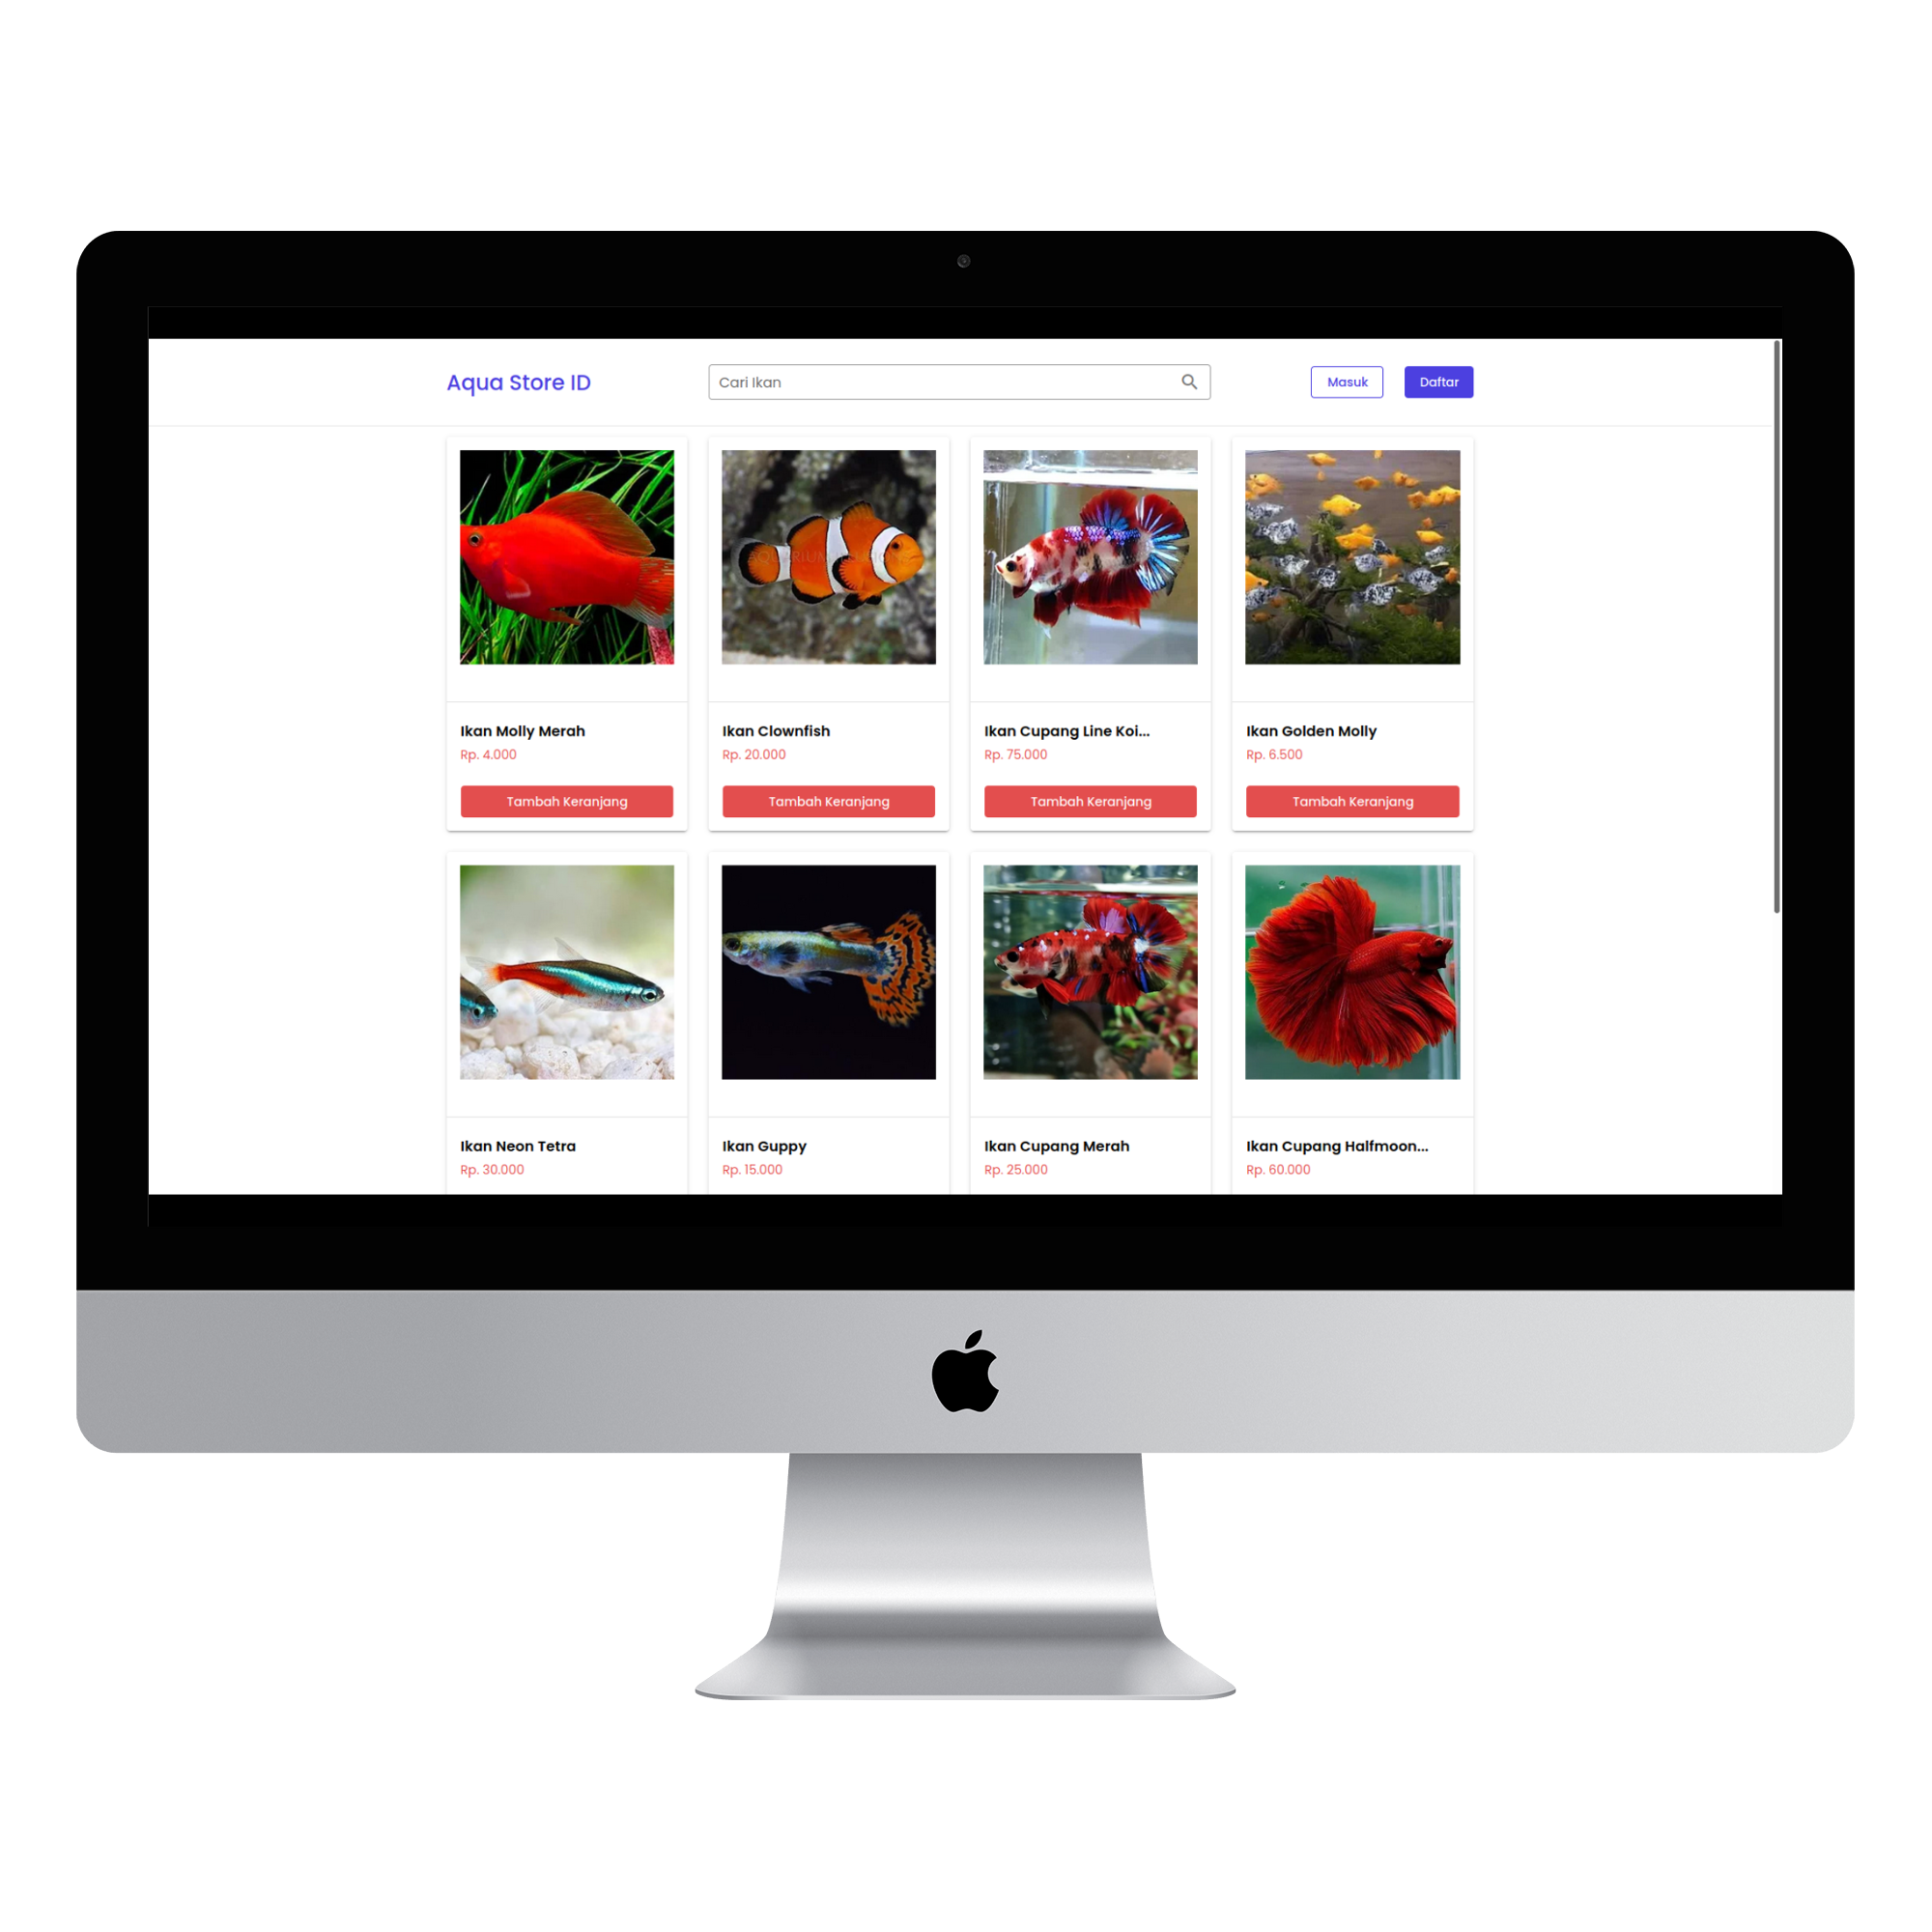 Aqua Store ID
Cari Ikan
Masuk
Daftar
Ikan Molly Merah
Rp. 4.000
Tambah Keranjang
Ikan Clownfish
Rp. 20.000
Tambah Keranjang
Ikan Cupang Line Koi...
Rp. 75.000
Tambah Keranjang
Ikan Golden Molly
Rp. 6.500
Tambah Keranjang
Ikan Neon Tetra
Rp. 30.000
Ikan Guppy
Rp. 15.000
Ikan Cupang Merah
Rp. 25.000
Ikan Cupang Halfmoon...
Rp. 60.000